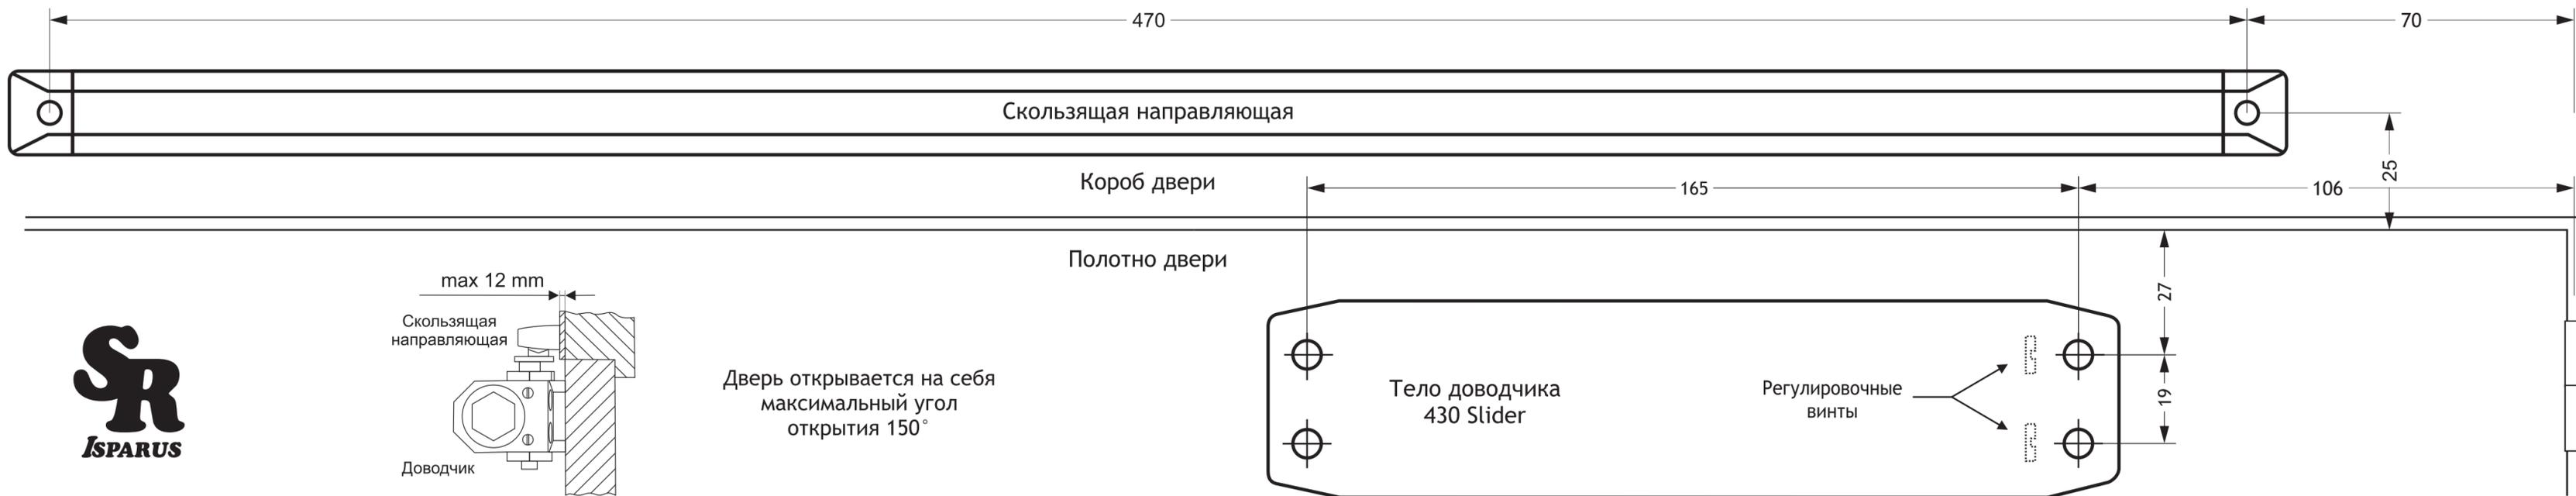 470
70
Скользящая направляющая
25
Короб двери
165
106
Полотно двери
max 12 mm
27
Скользящая
направляющая
SR
ISPARUS
Дверь открывается на себя
максимальный угол
открытия 150°
Тело доводчика
430 Slider
Регулировочные
винты
19
Доводчик